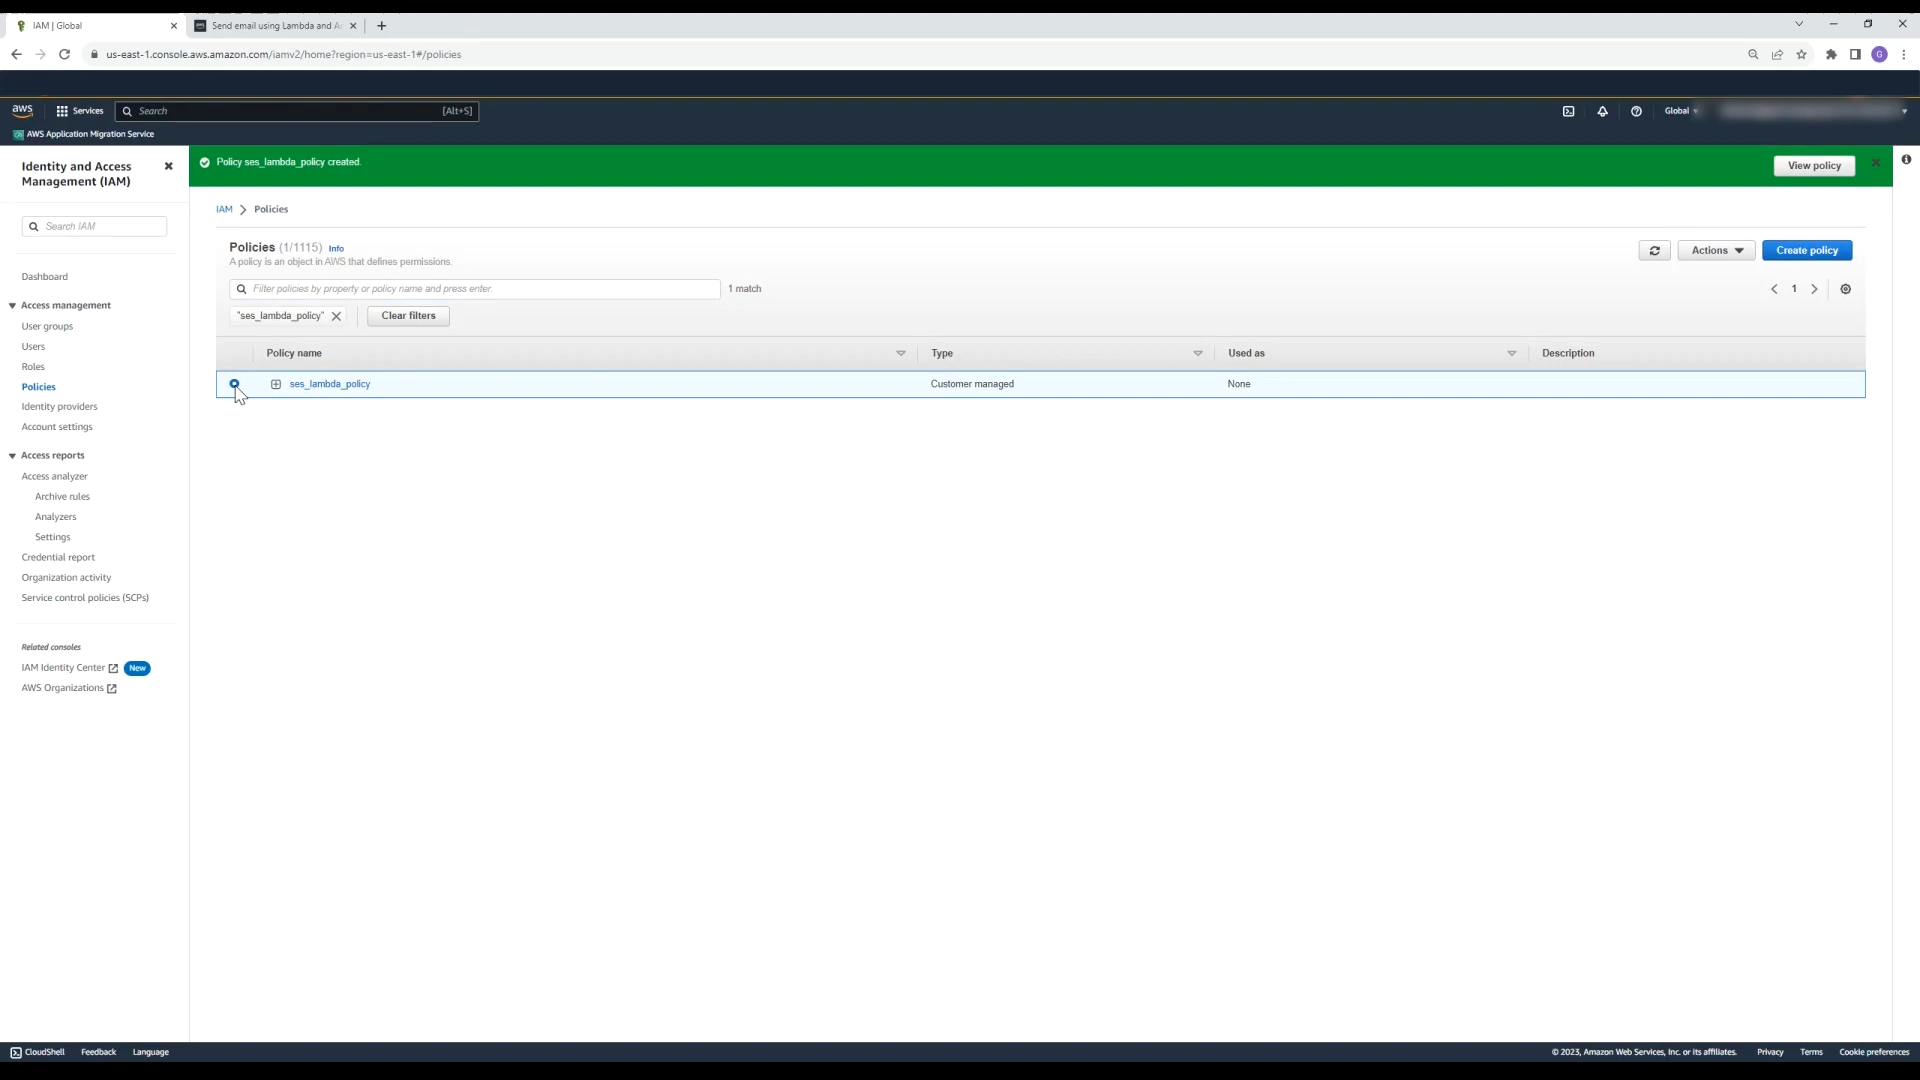 IAM | Global
Send email using Lambda and A
us-east-1.console.aws.amazon.com/iamv2/home?region=us-east-1#/policies
G
aws
Services
Search
[Alt+S]
Global
AWS Application Migration Service
Identity and Access
Management (IAM)
Search IAM
Dashboard
Access management
User groups
Users
Roles
Policies
Identity providers
Account settings
Access reports
Access analyzer
Archive rules
Analyzers
Settings
Credential report
Organization activity
Service control policies (SCPs)
Related consoles
IAM Identity Center New
AWS Organizations
Policy ses_lambda_policy created.
View policy
IAM > Policies
Policies (1/1115) Info
A policy is an object in AWS that defines permissions.
Actions
Create policy
Filter policies by property or policy name and press enter.
1 match
1
"ses_lambda_policy"
Clear filters
Policy name Type Used as Description
ses_lambda_policy Customer managed None
CloudShell Feedback Language
© 2023, Amazon Web Services, Inc. or its affiliates. Privacy Terms Cookie preferences